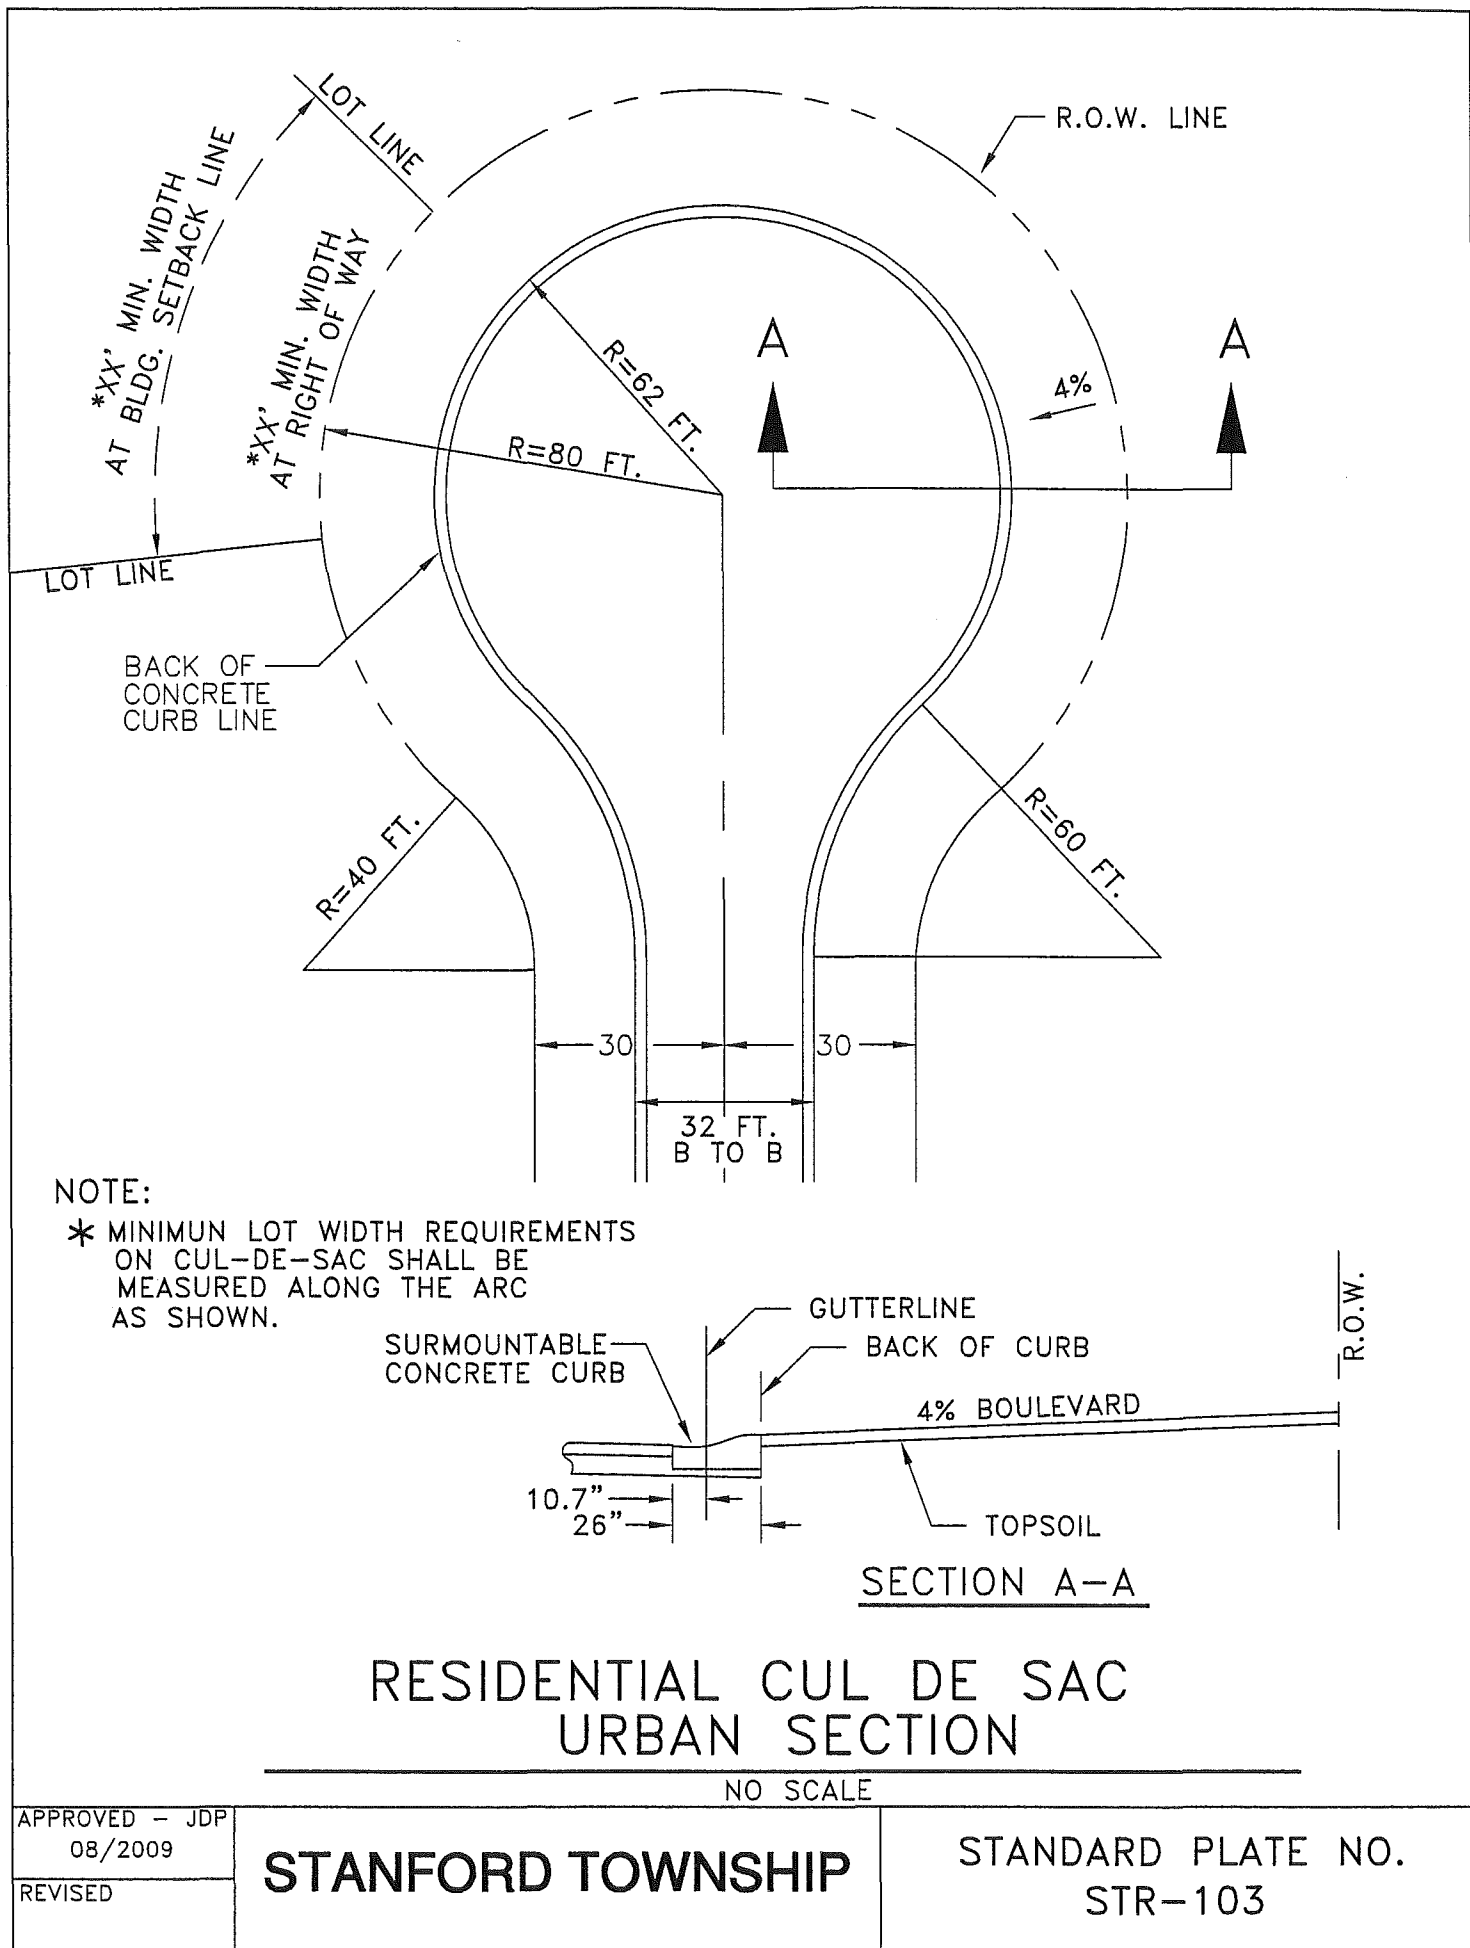 LOT LINE
R.O.W. LINE
*XX' MIN. WIDTH
AT BLDG. SETBACK LINE
*XX' MIN. WIDTH
AT RIGHT OF WAY
R=62 FT.
R=80 FT.
A
A
4%
LOT LINE
BACK OF
CONCRETE
CURB LINE
R=40 FT.
R=60 FT.
30
30
32 FT.
B TO B
NOTE:
* MINIMUN LOT WIDTH REQUIREMENTS
ON CUL-DE-SAC SHALL BE
MEASURED ALONG THE ARC
AS SHOWN.
GUTTERLINE
SURMOUNTABLE
CONCRETE CURB
BACK OF CURB
R.O.W.
4% BOULEVARD
10.7"
26"
TOPSOIL
SECTION A-A
RESIDENTIAL CUL DE SAC
URBAN SECTION
NO SCALE
APPROVED - JDP
08/2009
REVISED
STANFORD TOWNSHIP
STANDARD PLATE NO.
STR-103